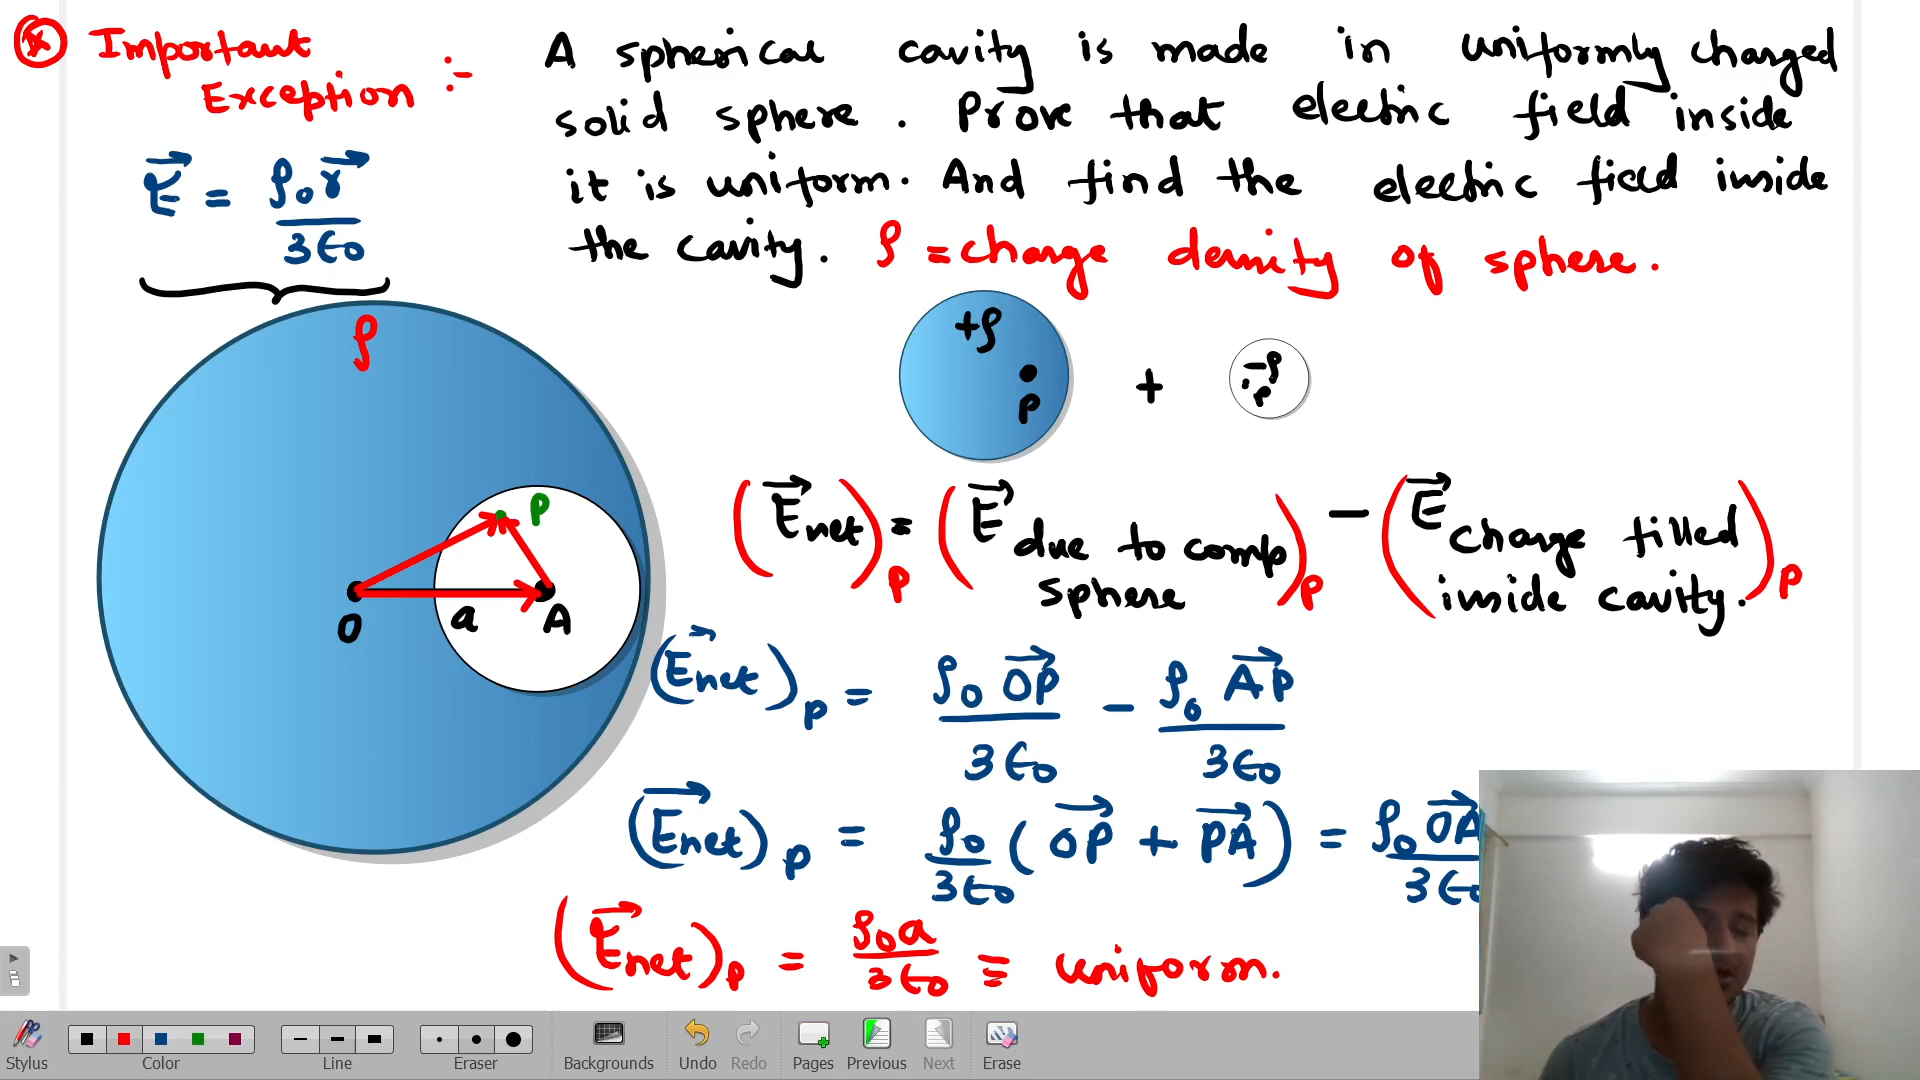 Important
Exception :-
A spherical cavity is made in uniformly charged
solid sphere. Prove that electric field inside
it is uniform. And find the electric field inside
the cavity. ρ = charge density of sphere.
E⃗ = ρ₀r⃗ / 3ε₀
ρ
+ρ
P
+
-ρ
P
P
O
a
A
(E⃗net)P = (E⃗ due to comp sphere)P − (E⃗ charge filled inside cavity.)P
(E⃗net)P = ρ₀ OP⃗ / 3ε₀ − ρ₀ AP⃗ / 3ε₀
(E⃗net)P = ρ₀ / 3ε₀ (OP⃗ + PA⃗) = ρ₀ OA⃗ / 3ε₀
(E⃗net)P = ρ₀a / 3ε₀ ≡ uniform.
Stylus
Color
Line
Eraser
Backgrounds
Undo
Redo
Pages
Previous
Next
Erase